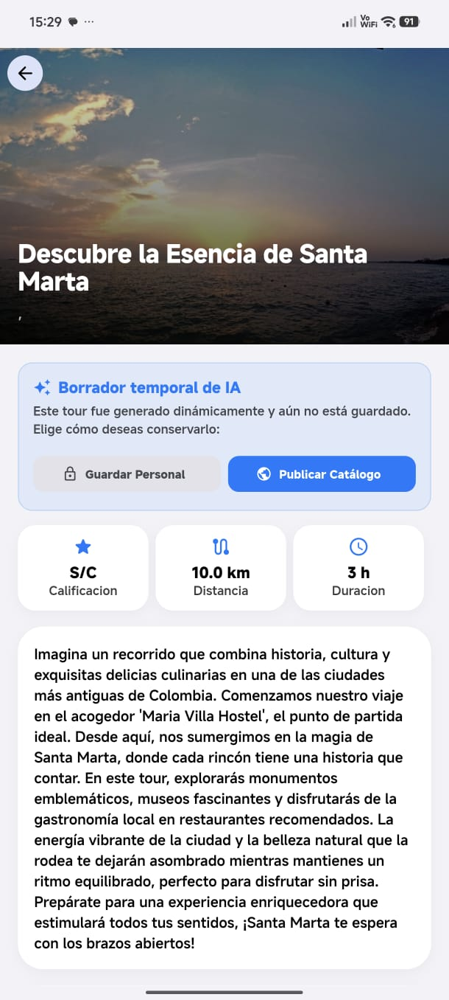 15:29
Vo
WiFi
6
91
Descubre la Esencia de Santa
Marta
,
Borrador temporal de IA
Este tour fue generado dinámicamente y aún no está guardado.
Elige cómo deseas conservarlo:
Guardar Personal
Publicar Catálogo
S/C
Calificacion
10.0 km
Distancia
3 h
Duracion
Imagina un recorrido que combina historia, cultura y
exquisitas delicias culinarias en una de las ciudades
más antiguas de Colombia. Comenzamos nuestro viaje
en el acogedor 'Maria Villa Hostel', el punto de partida
ideal. Desde aquí, nos sumergimos en la magia de
Santa Marta, donde cada rincón tiene una historia que
contar. En este tour, explorarás monumentos
emblemáticos, museos fascinantes y disfrutarás de la
gastronomía local en restaurantes recomendados. La
energía vibrante de la ciudad y la belleza natural que la
rodea te dejarán asombrado mientras mantienes un
ritmo equilibrado, perfecto para disfrutar sin prisa.
Prepárate para una experiencia enriquecedora que
estimulará todos tus sentidos, ¡Santa Marta te espera
con los brazos abiertos!